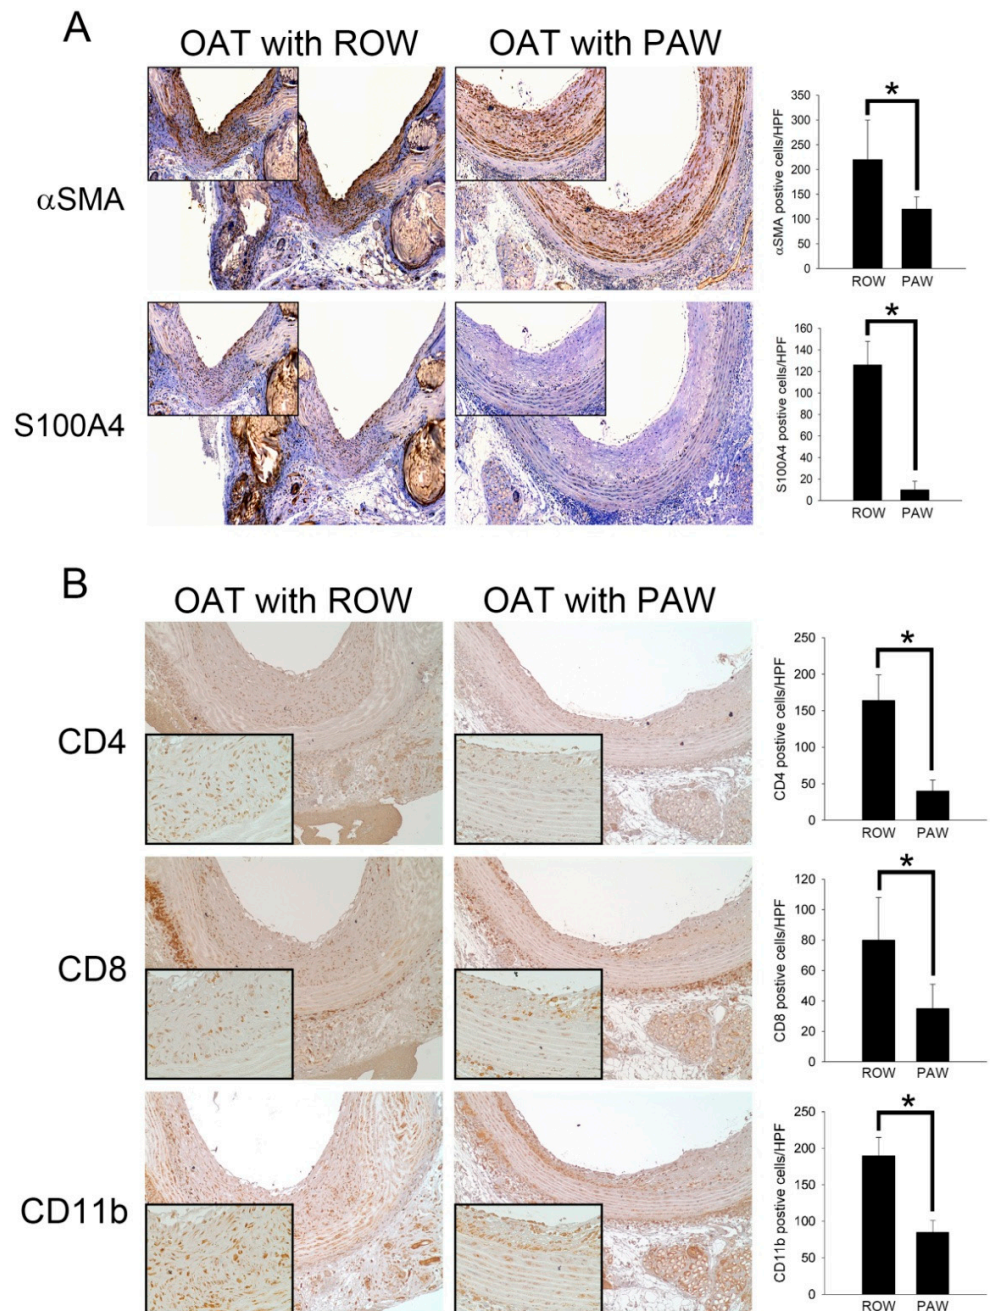 A
OAT with ROW
OAT with PAW
αSMA
αSMA postive cells/HPF
350
300
250
200
150
100
50
0
*
ROW
PAW
S100A4
S100A4 postive cells/HPF
160
140
120
100
80
60
40
20
0
*
ROW
PAW
B
OAT with ROW
OAT with PAW
CD4
CD4 postive cells/HPF
250
200
150
100
50
0
*
ROW
PAW
CD8
CD8 postive cells/HPF
120
100
80
60
40
20
0
*
ROW
PAW
CD11b
CD11b postive cells/HPF
250
200
150
100
50
0
*
ROW
PAW